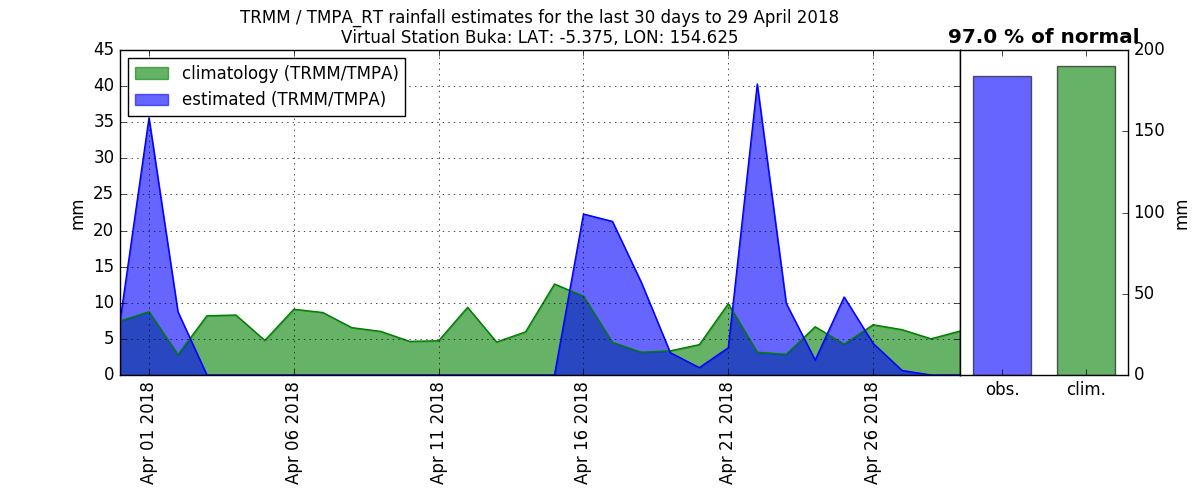 TRMM / TMPA_RT rainfall estimates for the last 30 days to 29 April 2018
Virtual Station Buka: LAT: -5.375, LON: 154.625
97.0 % of normal
climatology (TRMM/TMPA)
estimated (TRMM/TMPA)
mm
45
40
35
30
25
20
15
10
5
0
Apr 01 2018
Apr 06 2018
Apr 11 2018
Apr 16 2018
Apr 21 2018
Apr 26 2018
200
150
100
50
0
mm
obs.
clim.